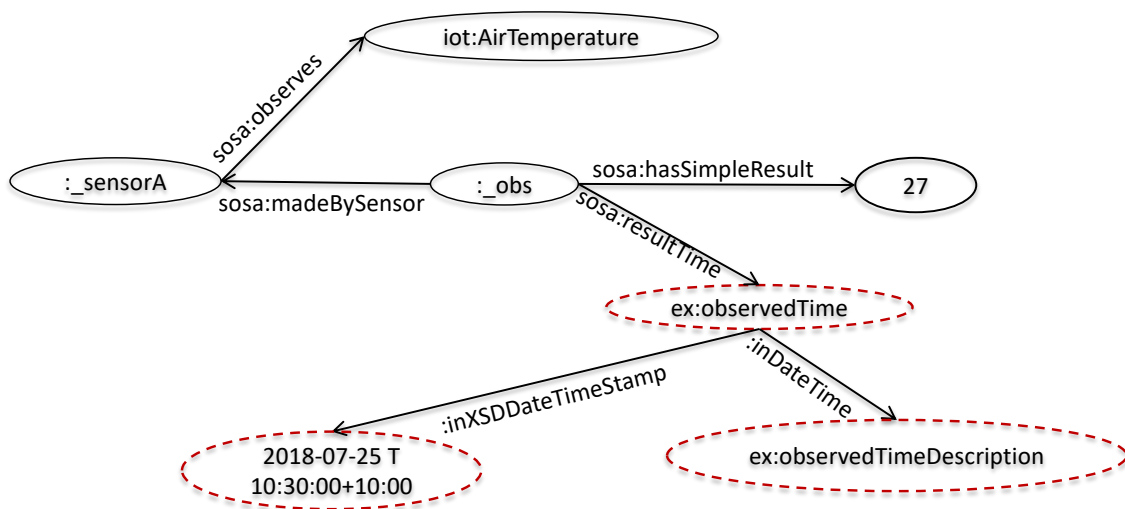 iot:AirTemperature
sosa:observes
:_sensorA
sosa:madeBySensor
:_obs
sosa:hasSimpleResult
27
sosa:resultTime
ex:observedTime
:inXSDDateTimeStamp
:inDateTime
2018-07-25 T
10:30:00+10:00
ex:observedTimeDescription